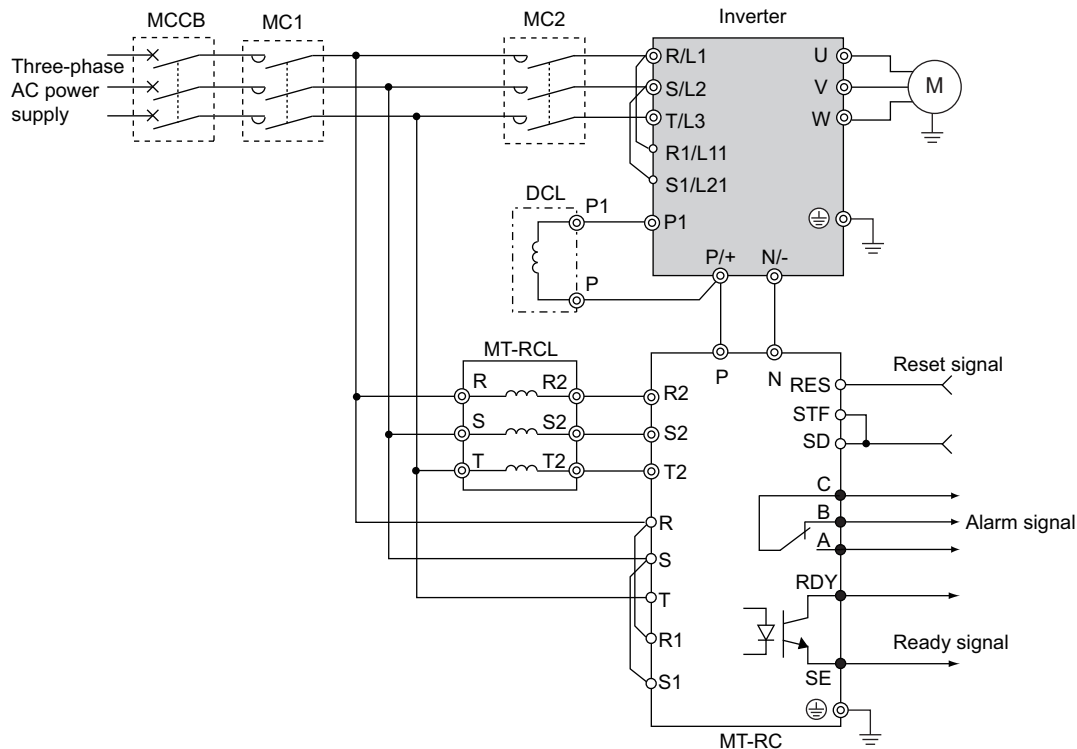 MCCB
MC1
MC2
Inverter
Three-phase
AC power
supply
R/L1
S/L2
T/L3
R1/L11
S1/L21
P1
P/+
N/-
U
V
W
M
DCL
P1
P
MT-RCL
R
R2
S
S2
T
T2
P
N
R2
S2
T2
R
S
T
R1
S1
RES
STF
SD
C
B
A
RDY
SE
Reset signal
Alarm signal
Ready signal
MT-RC